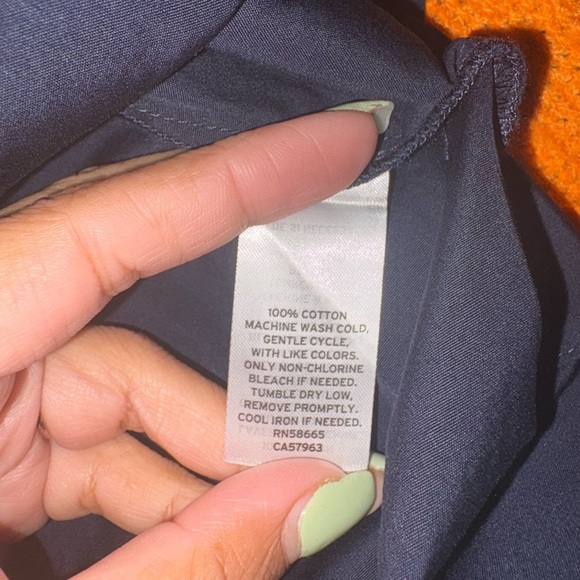 100% COTTON
MACHINE WASH COLD,
GENTLE CYCLE,
WITH LIKE COLORS.
ONLY NON-CHLORINE
BLEACH IF NEEDED.
TUMBLE DRY LOW,
REMOVE PROMPTLY.
COOL IRON IF NEEDED.
RN58665
CA57963